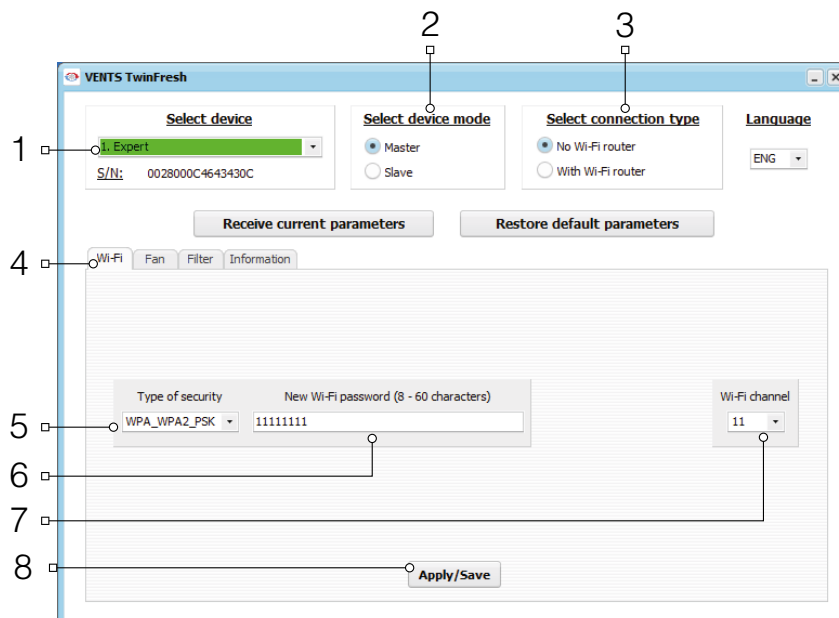 2
3
VENTS TwinFresh
Select device
Select device mode
Select connection type
Language
1
1. Expert
Master
No Wi-Fi router
ENG
S/N: 0028000C4643430C
Slave
With Wi-Fi router
Receive current parameters
Restore default parameters
4
Wi-Fi
Fan
Filter
Information
Type of security
New Wi-Fi password (8 - 60 characters)
Wi-Fi channel
5
WPA_WPA2_PSK
11111111
11
6
7
8
Apply/Save